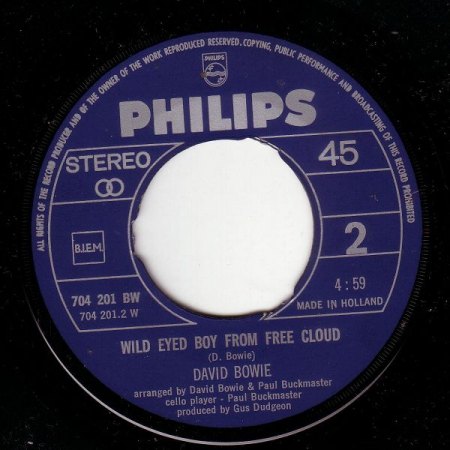 ALL RIGHTS OF THE RECORD PRODUCER AND OF THE OWNER OF THE WORK REPRODUCED RESERVED. COPYING, PUBLIC PERFORMANCE AND BROADCASTING OF THIS RECORD PROHIBITED
PHILIPS
PHILIPS
STEREO
45
B.I.E.M.
2
704 201 BW
704 201.2 W
4:59
MADE IN HOLLAND
WILD EYED BOY FROM FREE CLOUD
(D. Bowie)
DAVID BOWIE
arranged by David Bowie & Paul Buckmaster
cello player - Paul Buckmaster
produced by Gus Dudgeon